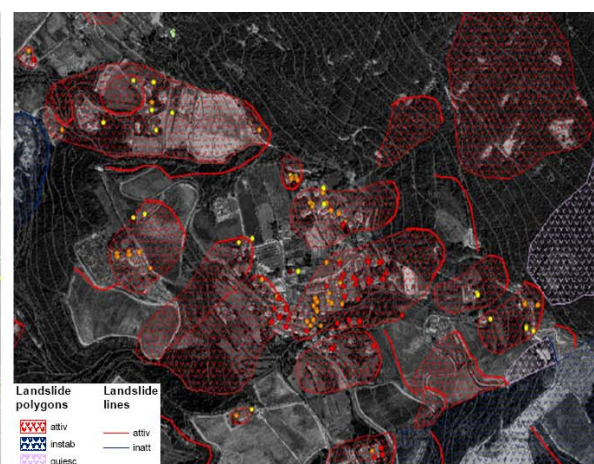 Landslide Landslide
polygons lines
attiv attiv
instab inatt
quiesc